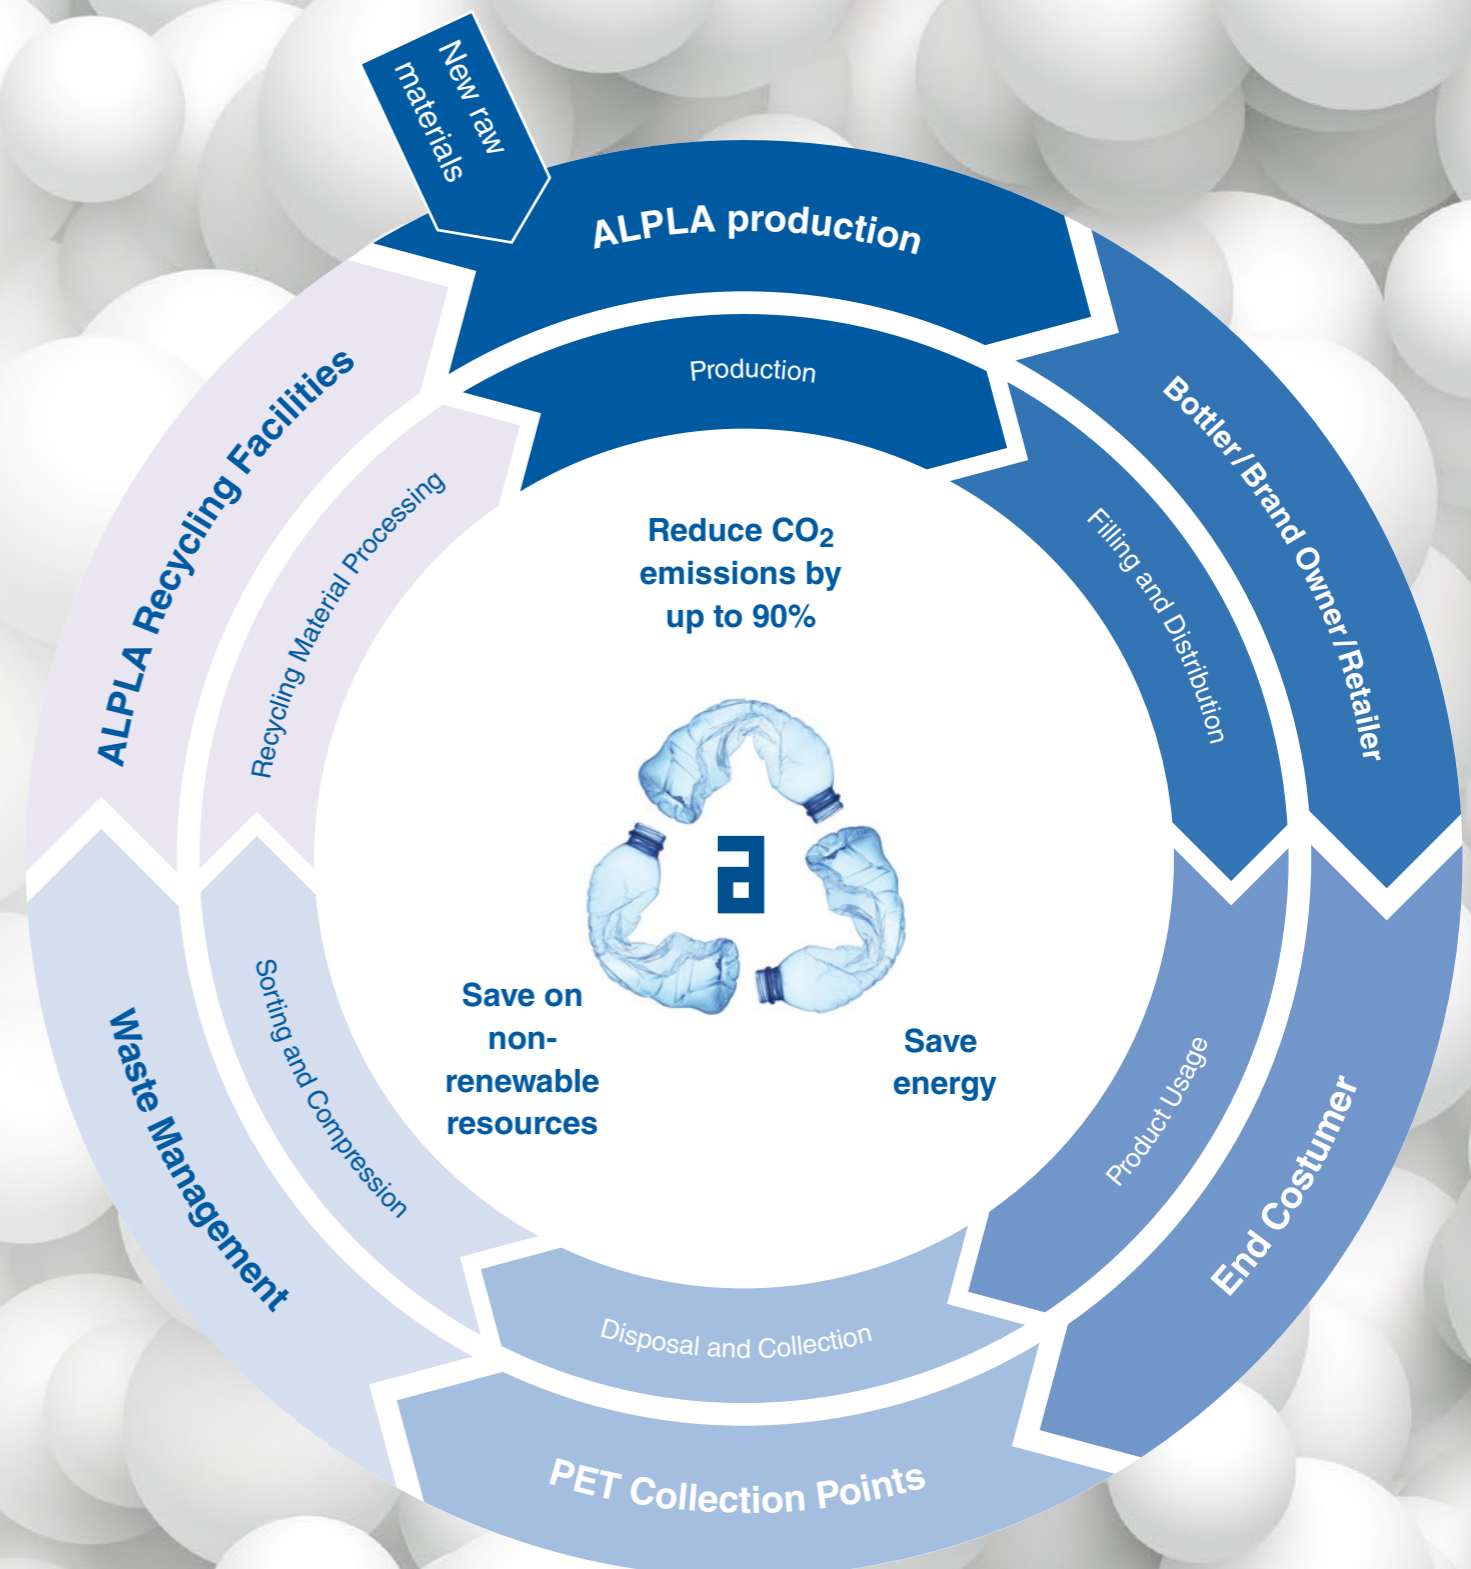 New raw
materials
ALPLA production
Production
Bottler/Brand Owner/Retailer
Filling and Distribution
End Costumer
Product Usage
PET Collection Points
Disposal and Collection
Waste Management
Sorting and Compression
ALPLA Recycling Facilities
Recycling Material Processing
Reduce CO₂
emissions by
up to 90%
a
Save on
non-
renewable
resources
Save
energy